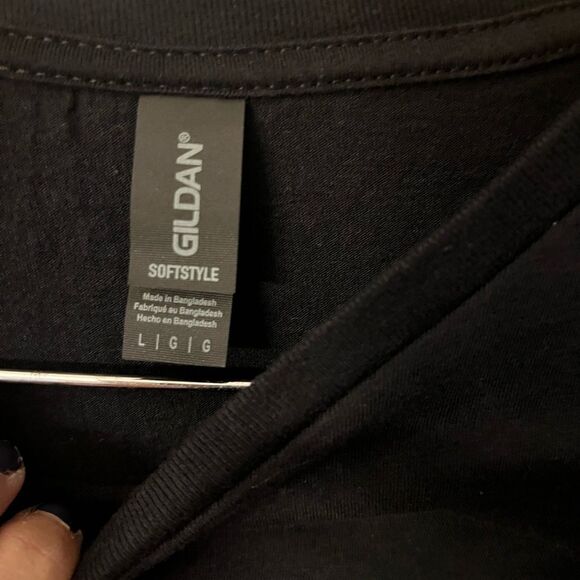 GILDAN®
SOFTSTYLE
Made in Bangladesh
Fabriqué au Bangladesh
Hecho en Bangladesh
L | G | G